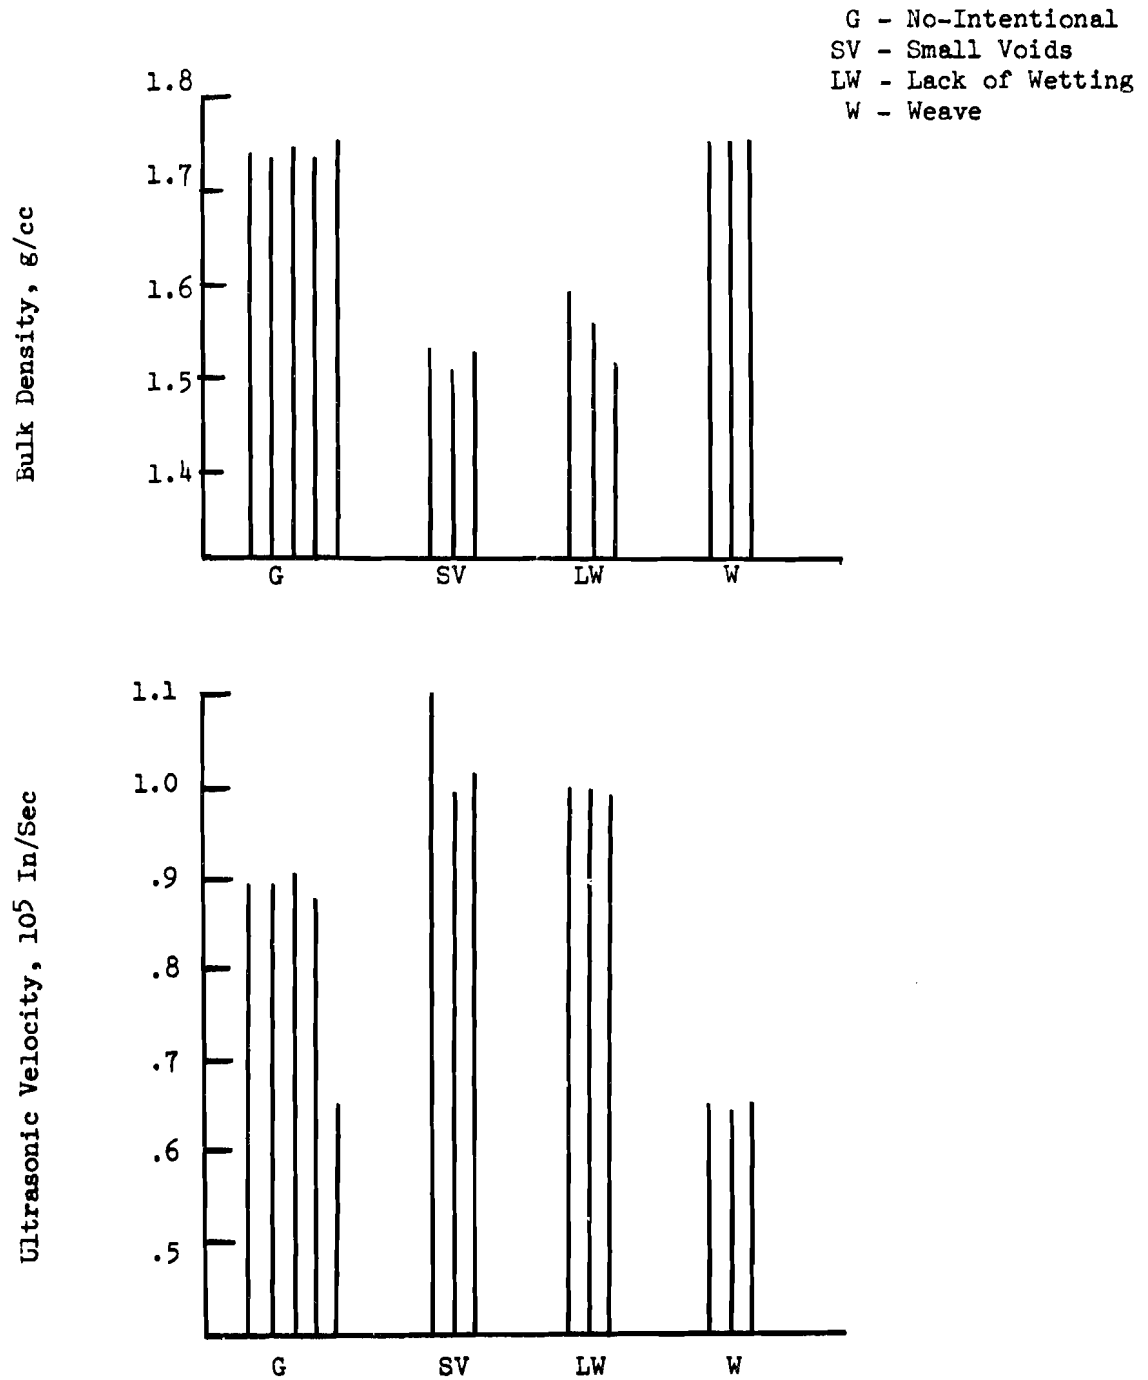 G - No-Intentional
SV - Small Voids
LW - Lack of Wetting
W - Weave
Bulk Density, g/cc
1.8
1.7
1.6
1.5
1.4
G SV LW W
Ultrasonic Velocity, 10⁵ In/Sec
1.1
1.0
.9
.8
.7
.6
.5
G SV LW W